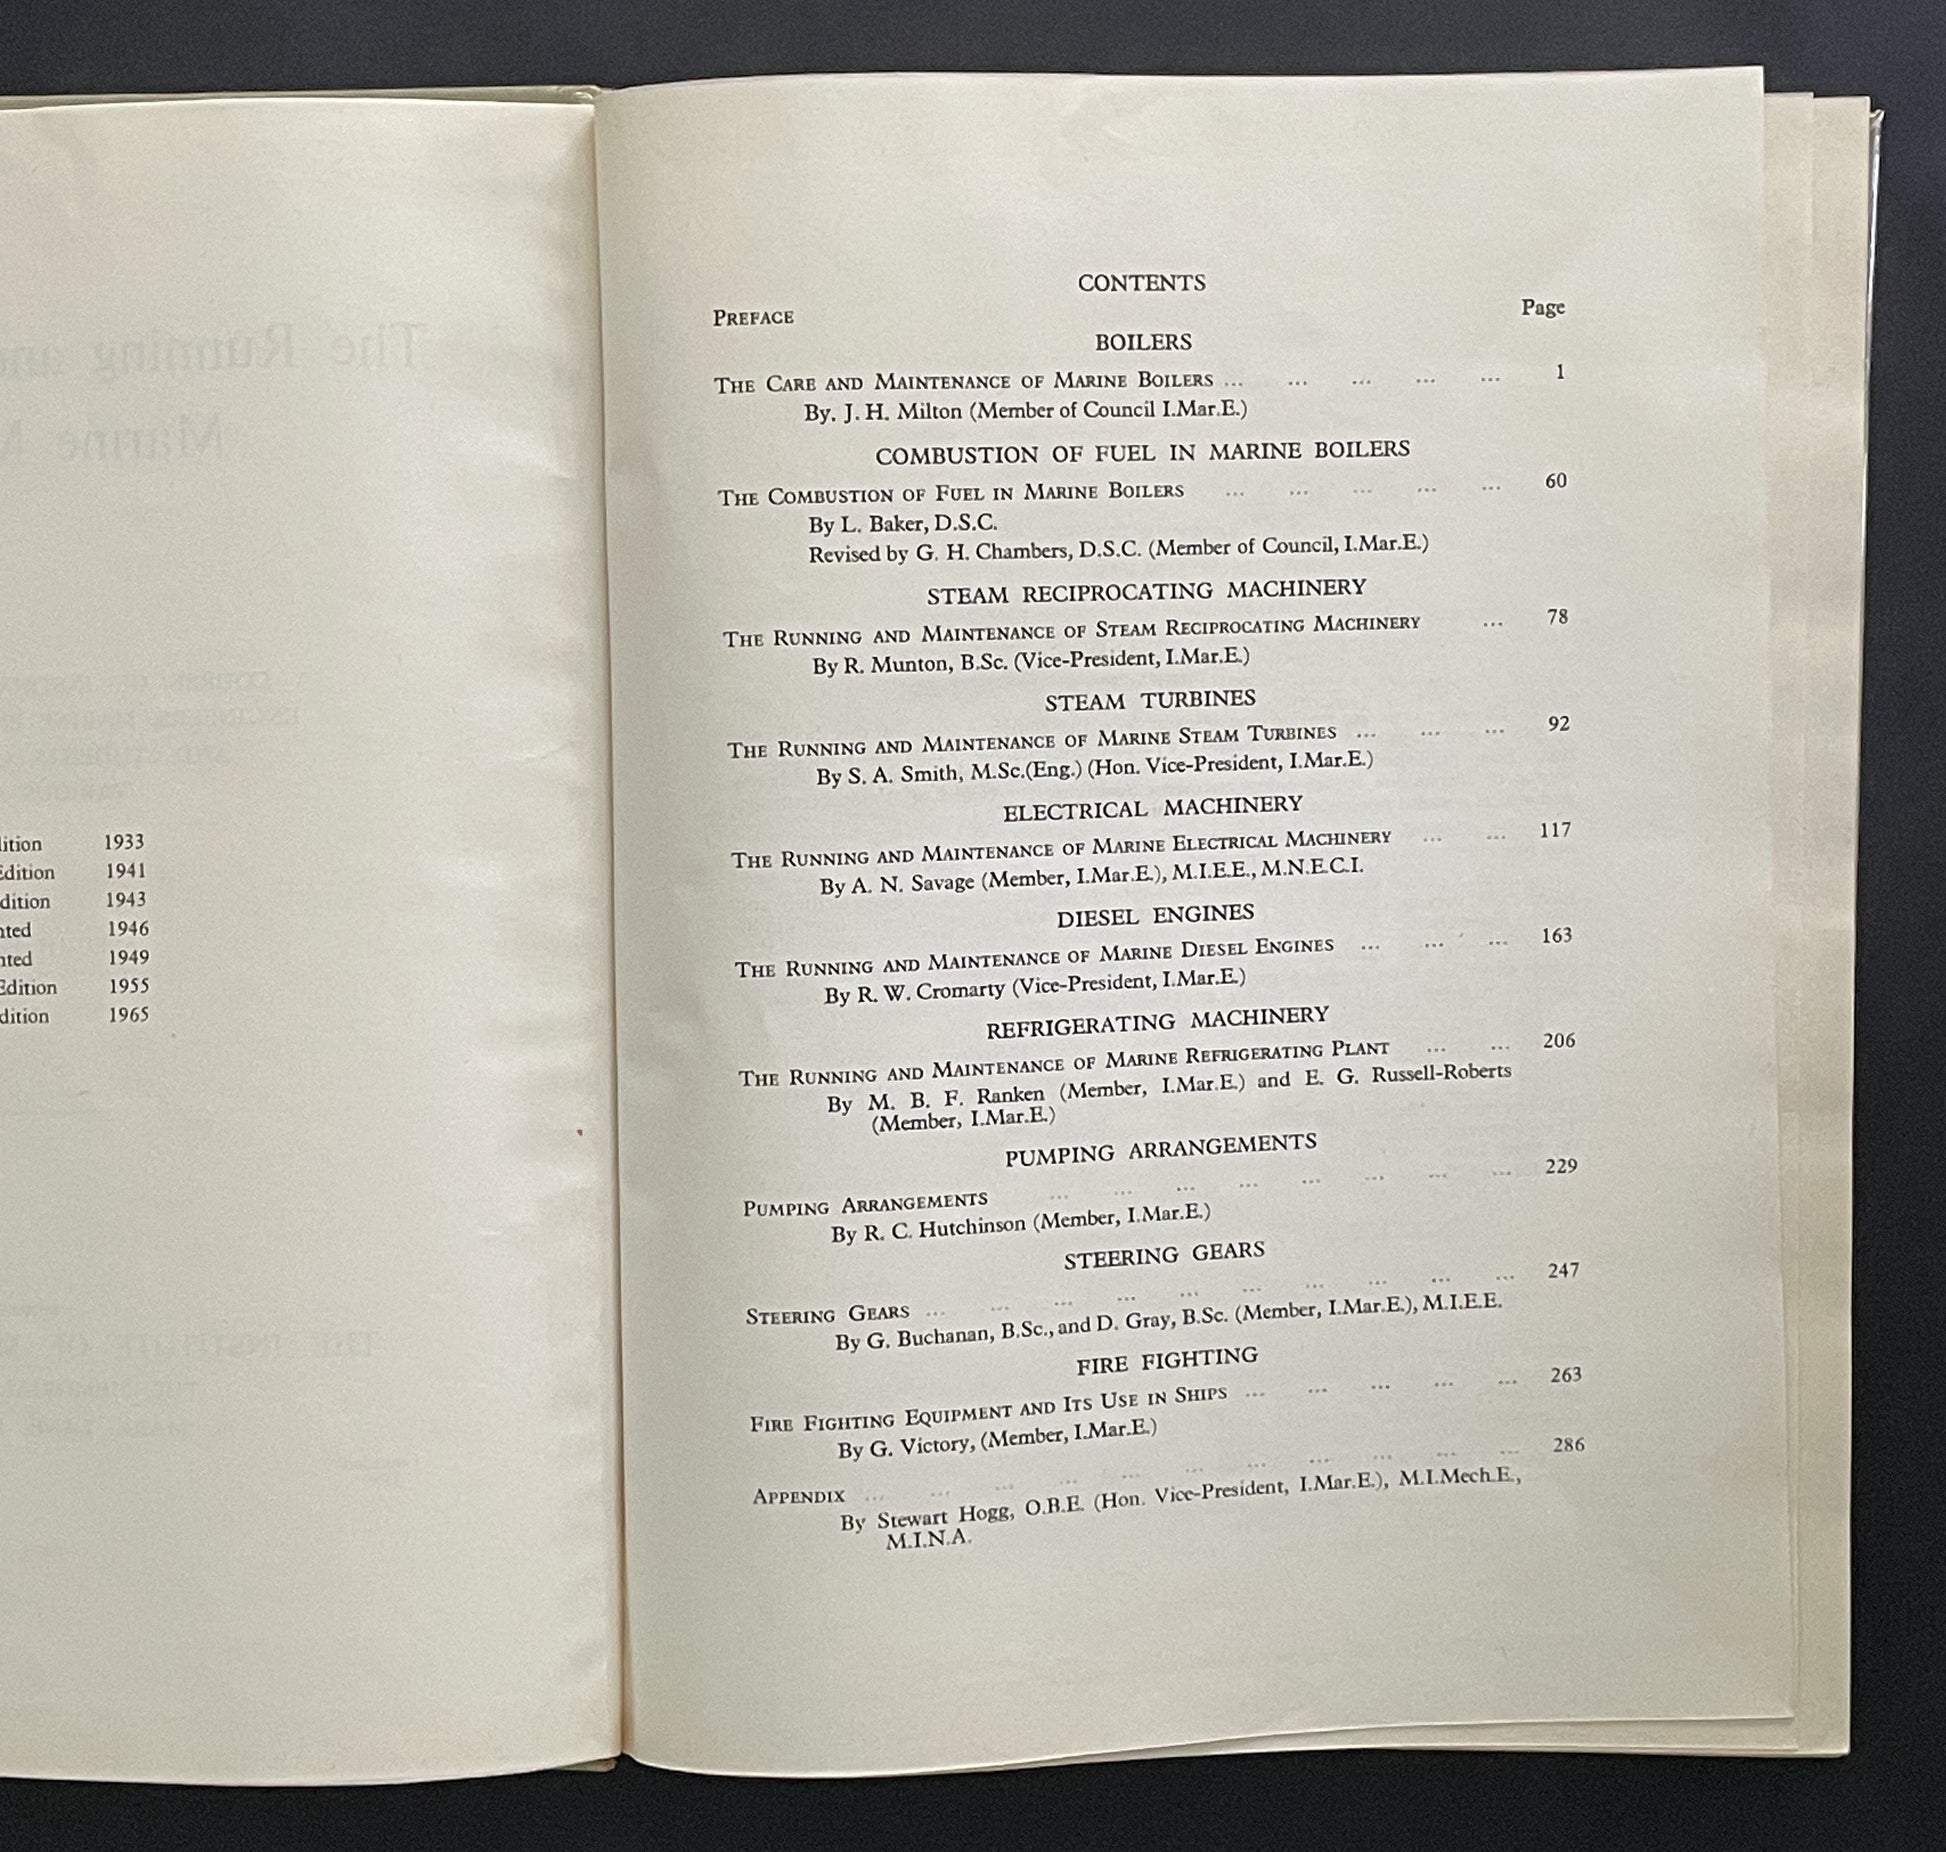 lition 1933
Edition 1941
dition 1943
nted 1946
nted 1949
Edition 1955
dition 1965
CONTENTS
PREFACE Page
BOILERS
THE CARE AND MAINTENANCE OF MARINE BOILERS ... ... ... ... ... 1
By. J. H. Milton (Member of Council I.Mar.E.)
COMBUSTION OF FUEL IN MARINE BOILERS
THE COMBUSTION OF FUEL IN MARINE BOILERS ... ... ... ... ... 60
By L. Baker, D.S.C.
Revised by G. H. Chambers, D.S.C. (Member of Council, I.Mar.E.)
STEAM RECIPROCATING MACHINERY
THE RUNNING AND MAINTENANCE OF STEAM RECIPROCATING MACHINERY ... 78
By R. Munton, B.Sc. (Vice-President, I.Mar.E.)
STEAM TURBINES
THE RUNNING AND MAINTENANCE OF MARINE STEAM TURBINES ... ... ... 92
By S. A. Smith, M.Sc.(Eng.) (Hon. Vice-President, I.Mar.E.)
ELECTRICAL MACHINERY
THE RUNNING AND MAINTENANCE OF MARINE ELECTRICAL MACHINERY ... ... 117
By A. N. Savage (Member, I.Mar.E.), M.I.E.E., M.N.E.C.I.
DIESEL ENGINES
THE RUNNING AND MAINTENANCE OF MARINE DIESEL ENGINES ... ... ... 163
By R. W. Cromarty (Vice-President, I.Mar.E.)
REFRIGERATING MACHINERY
THE RUNNING AND MAINTENANCE OF MARINE REFRIGERATING PLANT ... ... 206
By M. B. F. Ranken (Member, I.Mar.E.) and E. G. Russell-Roberts
(Member, I.Mar.E.)
PUMPING ARRANGEMENTS
PUMPING ARRANGEMENTS ... ... ... ... ... ... ... ... 229
By R. C. Hutchinson (Member, I.Mar.E.)
STEERING GEARS
STEERING GEARS ... ... ... ... ... ... ... ... ... ... 247
By G. Buchanan, B.Sc., and D. Gray, B.Sc. (Member, I.Mar.E.), M.I.E.E.
FIRE FIGHTING
FIRE FIGHTING EQUIPMENT AND ITS USE IN SHIPS ... ... ... ... ... 263
By G. Victory, (Member, I.Mar.E.)
APPENDIX ... ... ... ... ... ... ... ... ... ... ... 286
By Stewart Hogg, O.B.E. (Hon. Vice-President, I.Mar.E.), M.I.Mech.E.,
M.I.N.A.